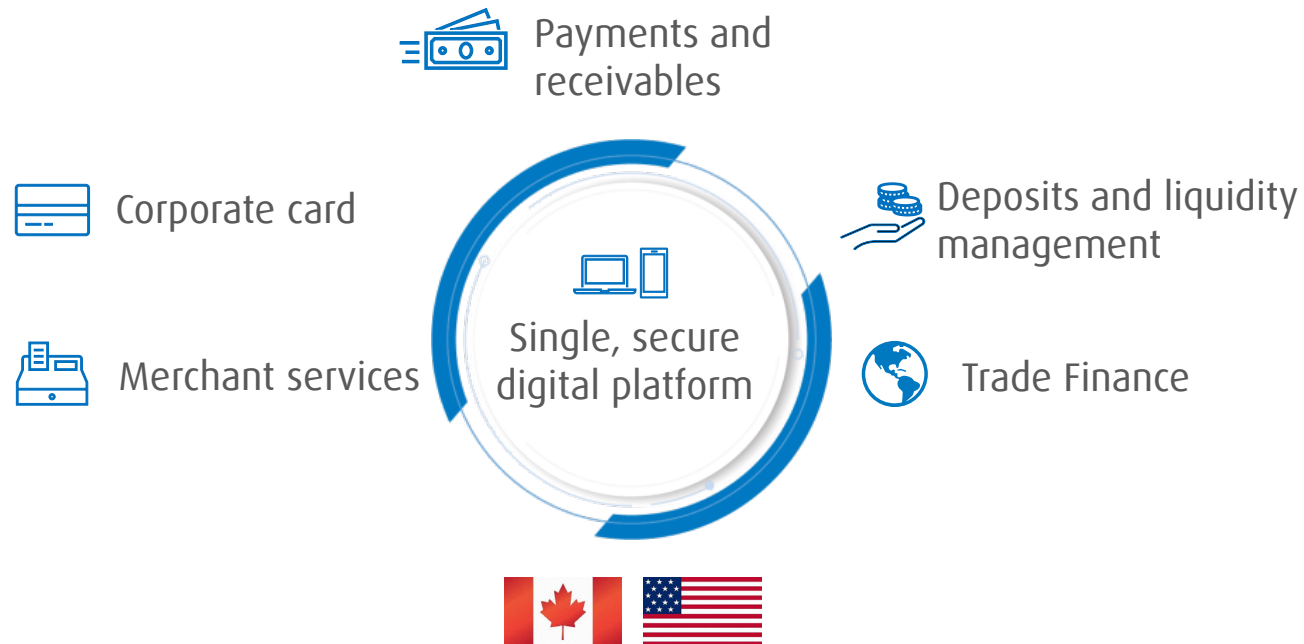 Payments and
receivables
Corporate card
Deposits and liquidity
management
Single, secure
digital platform
Merchant services
Trade Finance